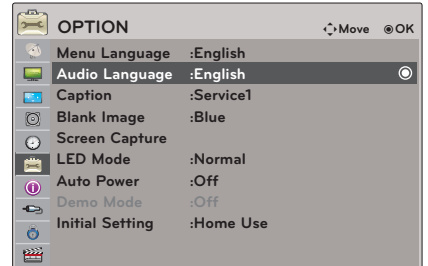 OPTION Move OK
Menu Language :English
Audio Language :English
Caption :Service1
Blank Image :Blue
Screen Capture
LED Mode :Normal
Auto Power :Off
Demo Mode :Off
Initial Setting :Home Use